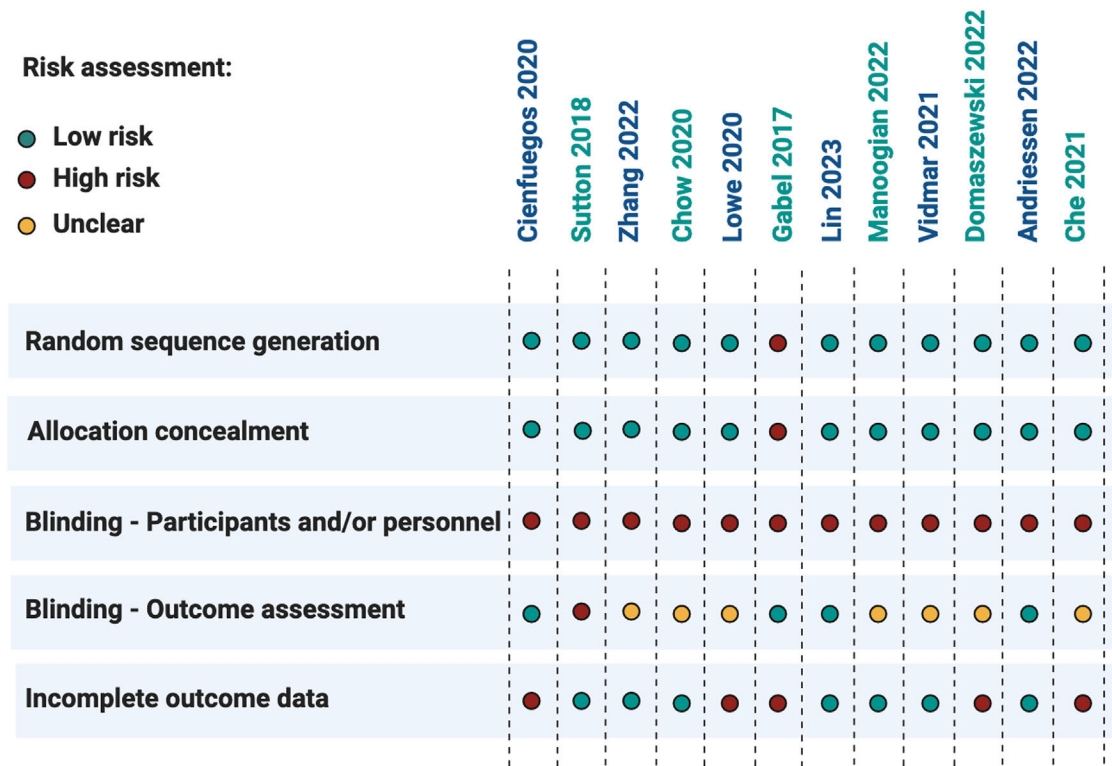 Risk assessment:
Low risk
High risk
Unclear
Cienfuegos 2020
Sutton 2018
Zhang 2022
Chow 2020
Lowe 2020
Gabel 2017
Lin 2023
Manoogian 2022
Vidmar 2021
Domaszewski 2022
Andriessen 2022
Che 2021
Random sequence generation
Allocation concealment
Blinding - Participants and/or personnel
Blinding - Outcome assessment
Incomplete outcome data